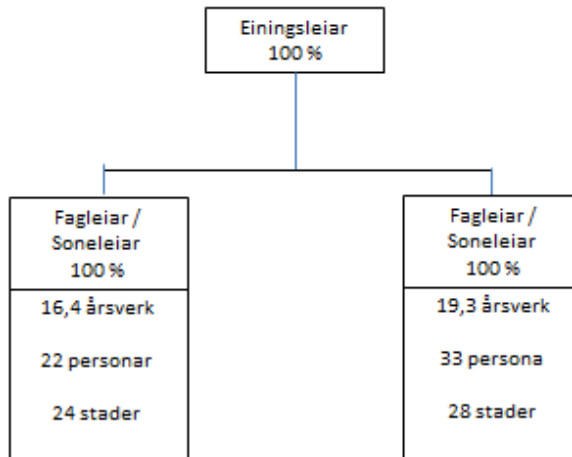 Einingsleiar
100 %
Fagleiar /
Soneleiar
100 %
16,4 årsverk
22 personar
24 stader
Fagleiar /
Soneleiar
100 %
19,3 årsverk
33 persona
28 stader